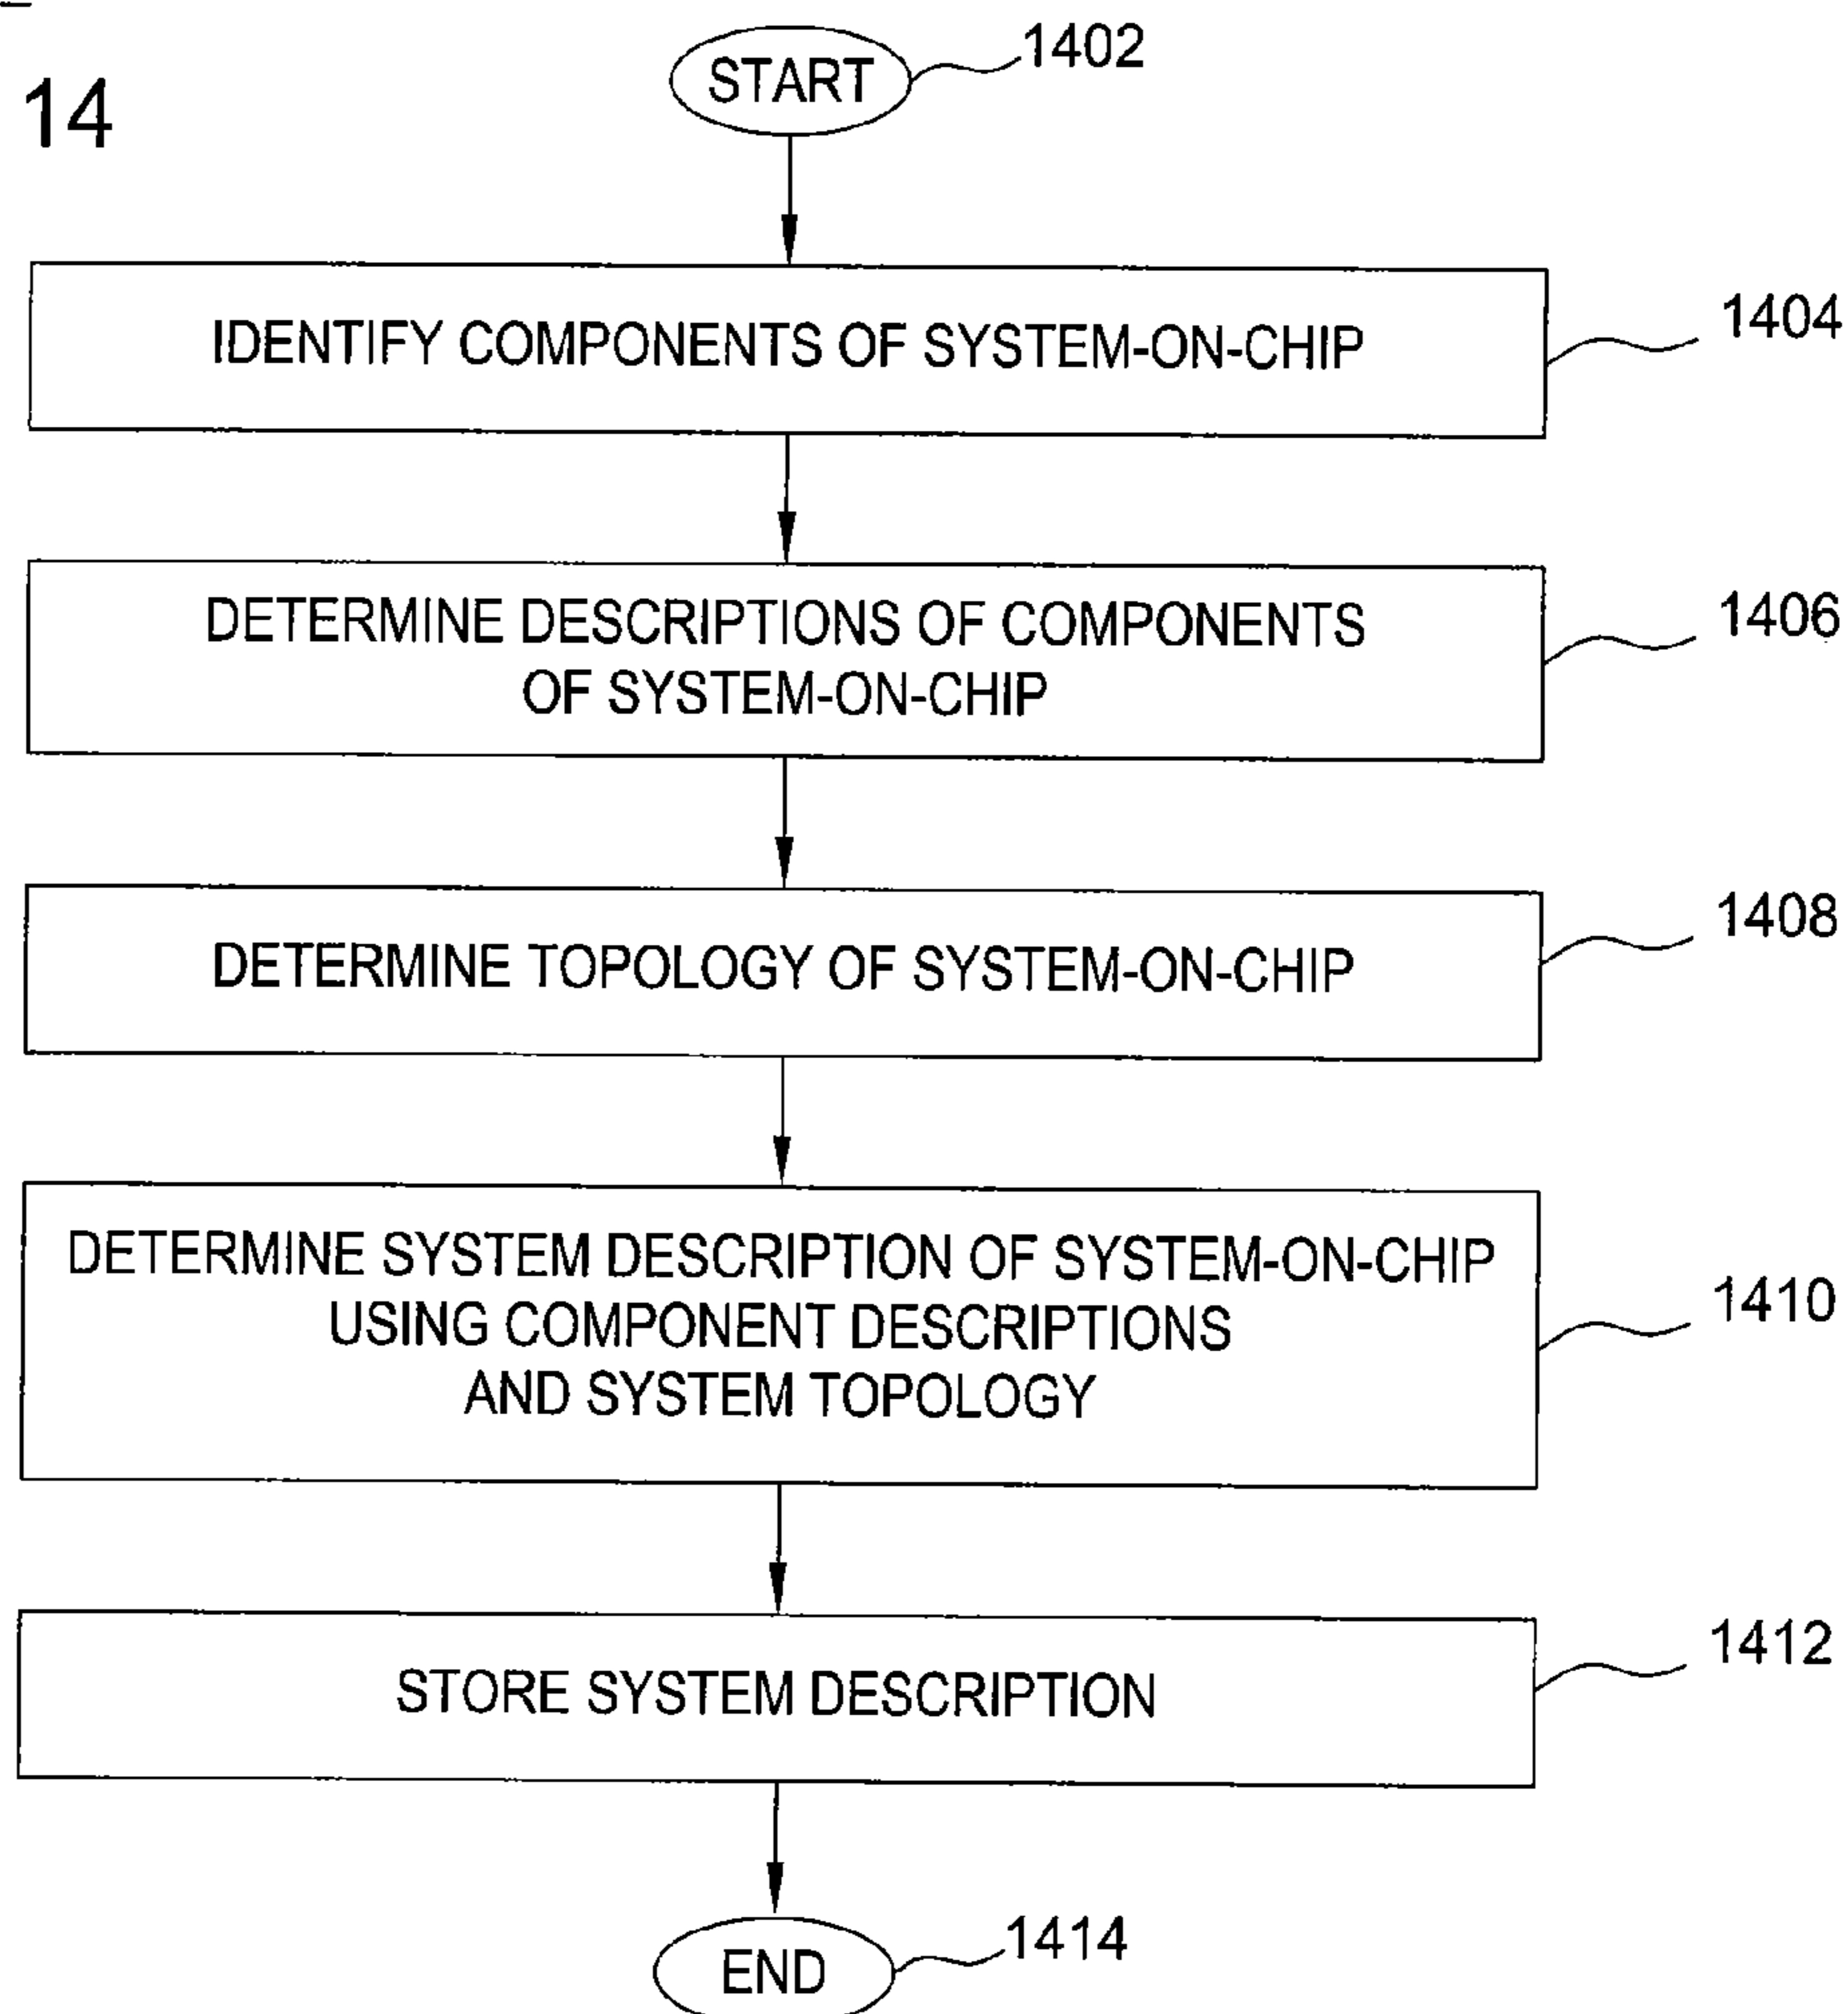 14
START
1402
IDENTIFY COMPONENTS OF SYSTEM-ON-CHIP
1404
DETERMINE DESCRIPTIONS OF COMPONENTS
OF SYSTEM-ON-CHIP
1406
DETERMINE TOPOLOGY OF SYSTEM-ON-CHIP
1408
DETERMINE SYSTEM DESCRIPTION OF SYSTEM-ON-CHIP
USING COMPONENT DESCRIPTIONS
AND SYSTEM TOPOLOGY
1410
STORE SYSTEM DESCRIPTION
1412
END
1414